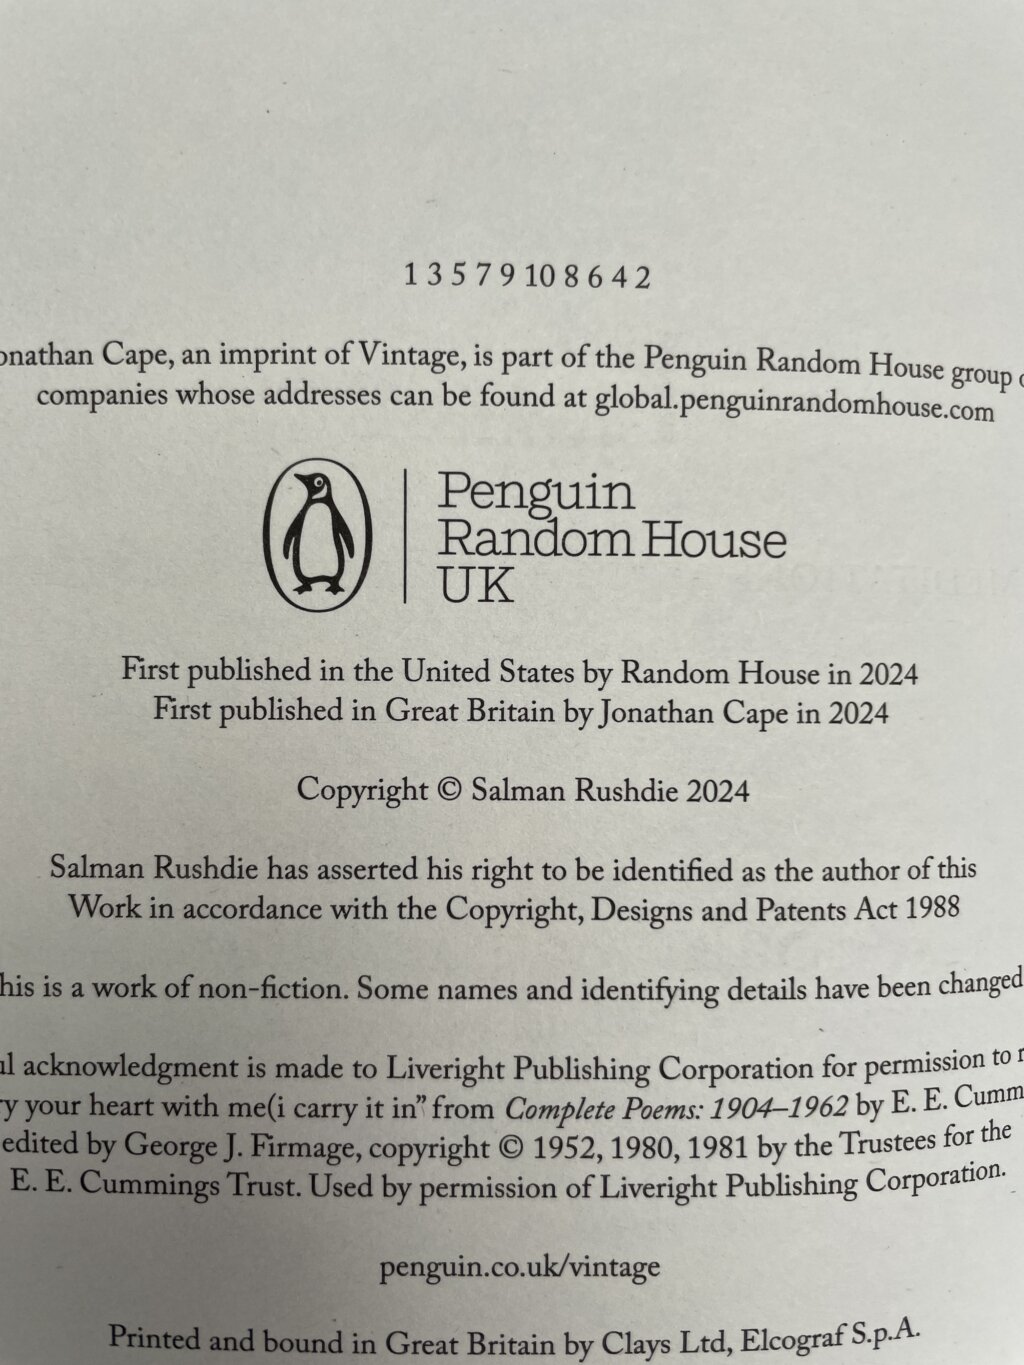 1 3 5 7 9 10 8 6 4 2
onathan Cape, an imprint of Vintage, is part of the Penguin Random House group
companies whose addresses can be found at global.penguinrandomhouse.com
Penguin
Random House
UK
First published in the United States by Random House in 2024
First published in Great Britain by Jonathan Cape in 2024
Copyright © Salman Rushdie 2024
Salman Rushdie has asserted his right to be identified as the author of this
Work in accordance with the Copyright, Designs and Patents Act 1988
his is a work of non-fiction. Some names and identifying details have been changed
acknowledgment is made to Liveright Publishing Corporation for permission to
your heart with me(i carry it in” from Complete Poems: 1904–1962 by E. E. Cumm
edited by George J. Firmage, copyright © 1952, 1980, 1981 by the Trustees for the
E. E. Cummings Trust. Used by permission of Liveright Publishing Corporation.
penguin.co.uk/vintage
Printed and bound in Great Britain by Clays Ltd, Elcograf S.p.A.